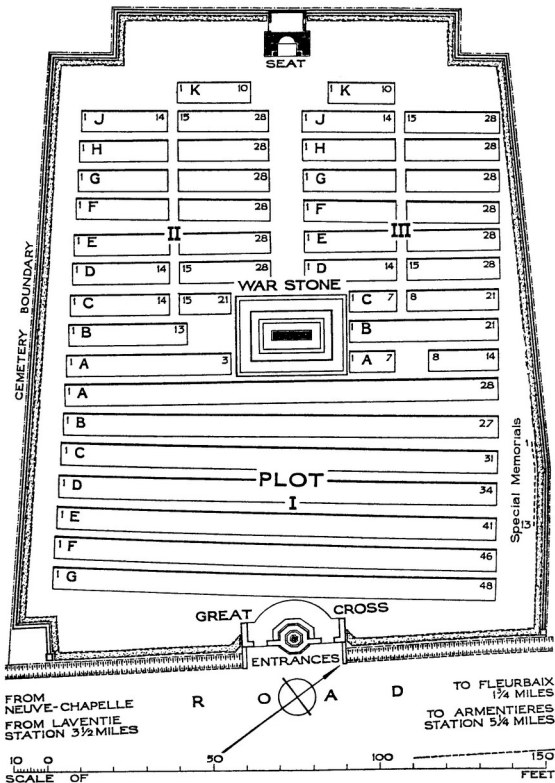 SEAT
1 K 10 1 K 10
1 J 14 15 28 1 J 14 15 28
1 H 28 1 H 28
1 G 28 1 G 28
1 F 28 1 F 28
II III
1 E 28 1 E 28
1 D 14 15 28 1 D 14 15 28
WAR STONE
1 C 14 15 21 1 C 7 8 21
1 B 13 1 B 21
1 A 3 1 A 7 8 14
1 A 28
1 B 27
1 C 31
PLOT
I
1 D 34
1 E 41
1 F 46
1 G 48
CEMETERY BOUNDARY
Special Memorials
1 13
GREAT CROSS
ENTRANCES
ROAD
FROM
NEUVE-CHAPELLE
FROM LAVENTIE
STATION 3½ MILES
TO FLEURBAIX
1¾ MILES
TO ARMENTIERES
STATION 5¼ MILES
10 0 50 100 150
SCALE OF FEET